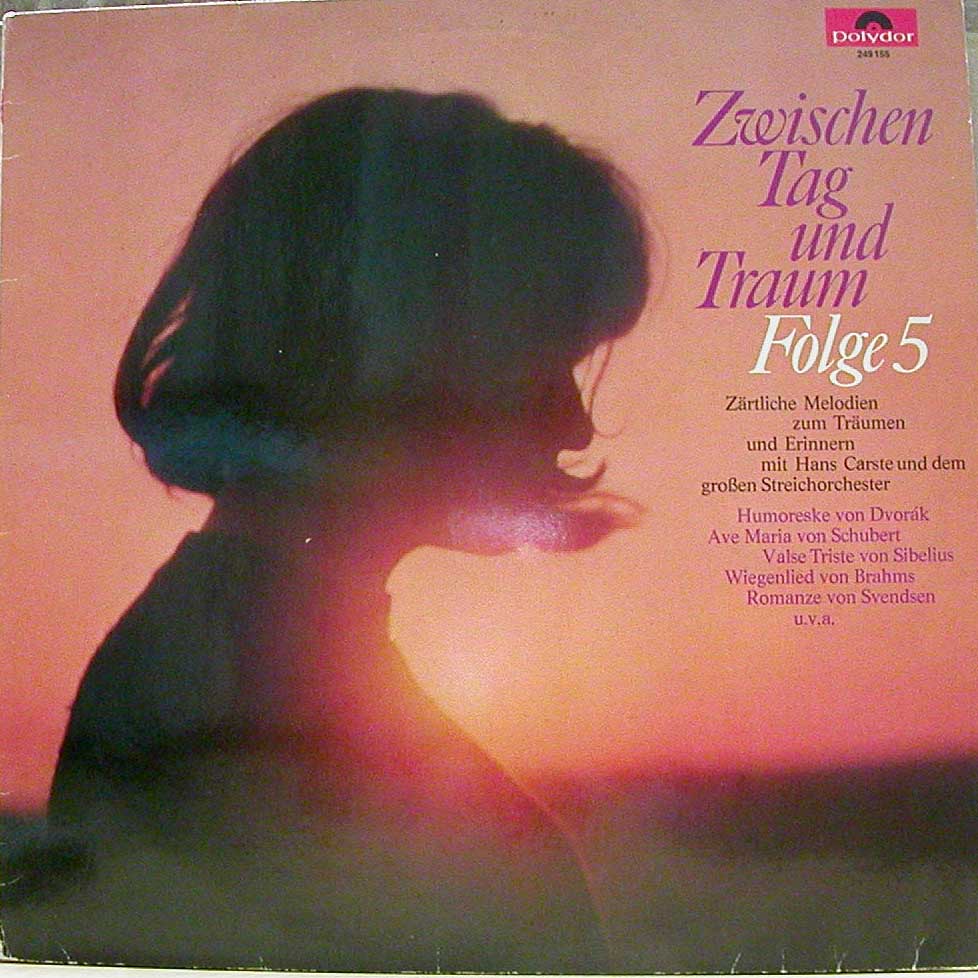 polydor
249 155
Zwischen
Tag
und
Traum
Folge 5
Zärtliche Melodien
zum Träumen
und Erinnern
mit Hans Carste und dem
großen Streichorchester
Humoreske von Dvorák
Ave Maria von Schubert
Valse Triste von Sibelius
Wiegenlied von Brahms
Romanze von Svendsen
u.v.a.